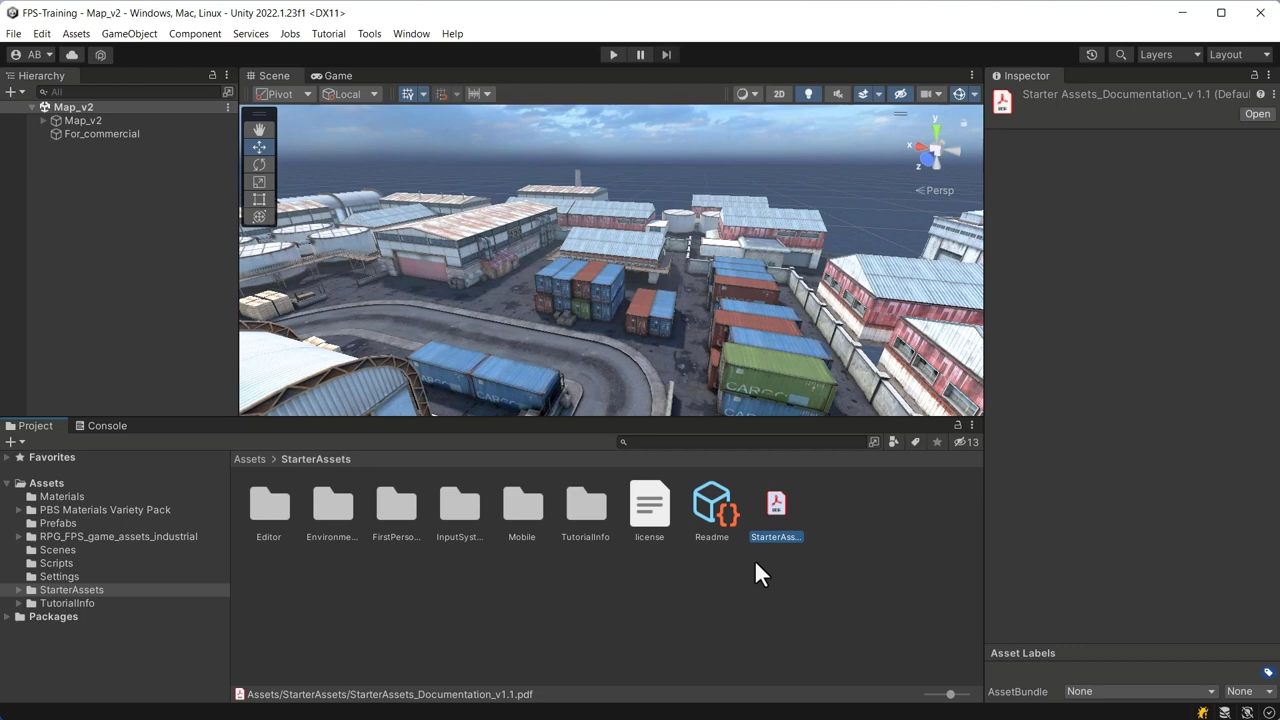 FPS-Training - Map_v2 - Windows, Mac, Linux - Unity 2022.1.23f1 <DX11>
File Edit Assets GameObject Component Services Jobs Tutorial Tools Window Help
AB Layers Layout
Hierarchy
All
Map_v2
Map_v2
For_commercial
Scene Game
Pivot Local 2D
y
x
z
Persp
CARGO
CARGO
CARGO
Inspector
Starter Assets_Documentation_v 1.1 (Defaul
Open
Project Console
13
Favorites
Assets
Materials
PBS Materials Variety Pack
Prefabs
RPG_FPS_game_assets_industrial
Scenes
Scripts
Settings
StarterAssets
TutorialInfo
Packages
Assets > StarterAssets
Editor Environme... FirstPerso... InputSyst... Mobile TutorialInfo license Readme StarterAss...
Assets/StarterAssets/StarterAssets_Documentation_v1.1.pdf
Asset Labels
AssetBundle None None